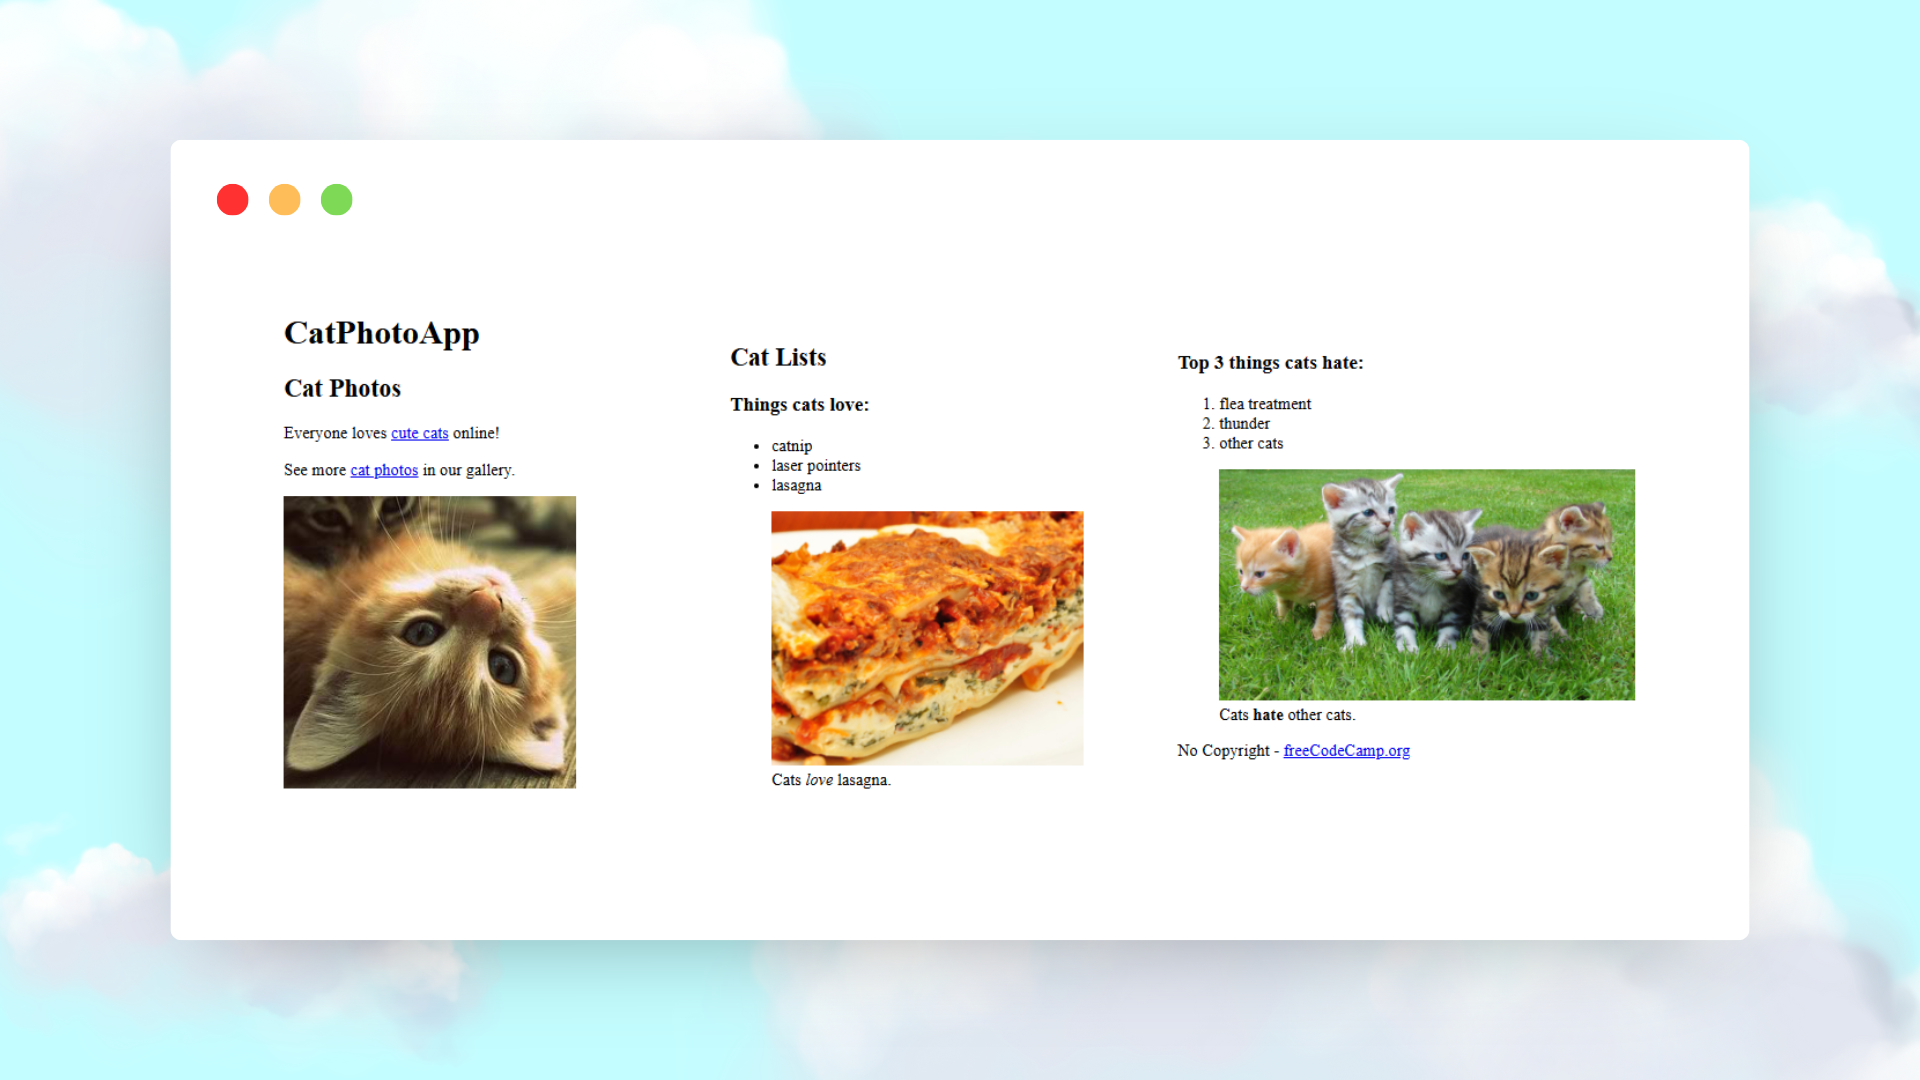 CatPhotoApp
Cat Photos
Everyone loves cute cats online!
See more cat photos in our gallery.
Cat Lists
Things cats love:
• catnip
• laser pointers
• lasagna
Cats love lasagna.
Top 3 things cats hate:
1. flea treatment
2. thunder
3. other cats
Cats hate other cats.
No Copyright - freeCodeCamp.org